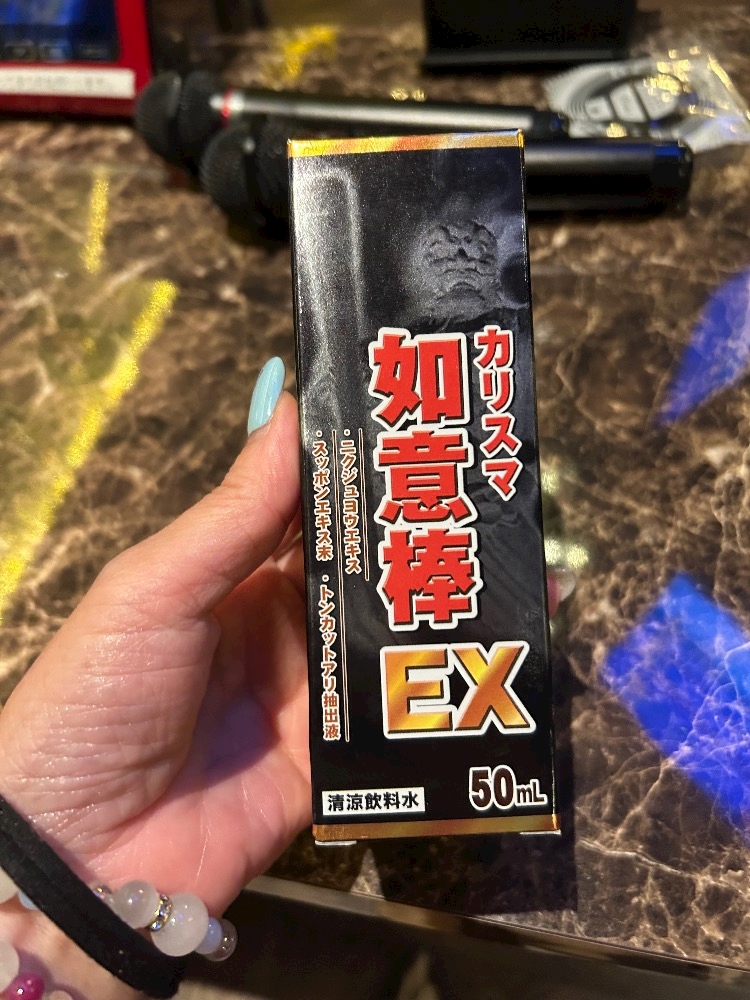 カリスマ
如意棒
EX
・ニクジュヨウエキス
・スッポンエキス末 ・トンカットアリ抽出液
清涼飲料水
50mL